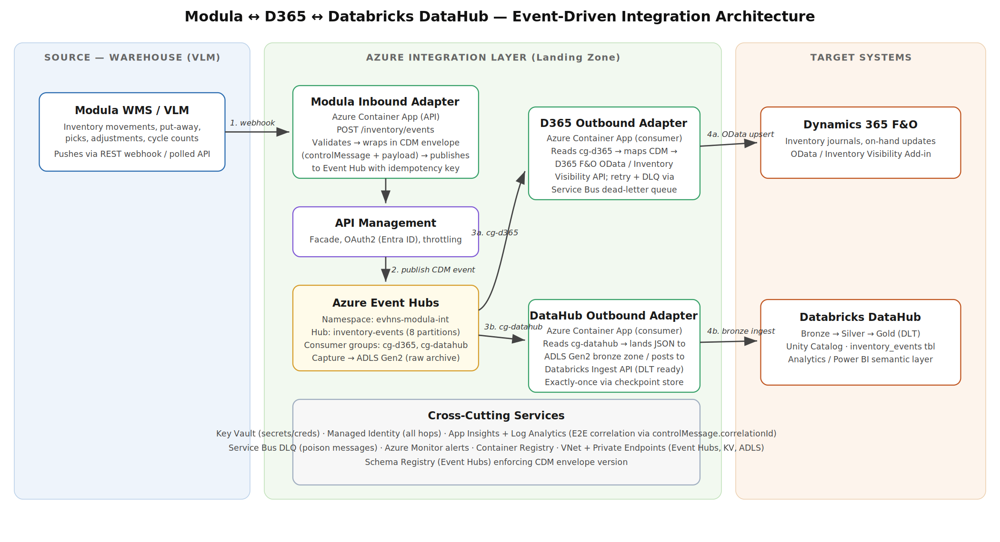 Modula ↔ D365 ↔ Databricks DataHub — Event-Driven Integration Architecture
SOURCE — WAREHOUSE (VLM)
Modula WMS / VLM
Inventory movements, put-away,
picks, adjustments, cycle counts
Pushes via REST webhook / polled API
1. webhook
AZURE INTEGRATION LAYER (Landing Zone)
Modula Inbound Adapter
Azure Container App (API)
POST /inventory/events
Validates → wraps in CDM envelope
(controlMessage + payload) → publishes
to Event Hub with idempotency key
API Management
Facade, OAuth2 (Entra ID), throttling
2. publish CDM event
Azure Event Hubs
Namespace: evhns-modula-int
Hub: inventory-events (8 partitions)
Consumer groups: cg-d365, cg-datahub
Capture → ADLS Gen2 (raw archive)
3a. cg-d365
3b. cg-datahub
D365 Outbound Adapter
Azure Container App (consumer)
Reads cg-d365 → maps CDM →
D365 F&O OData / Inventory
Visibility API; retry + DLQ via
Service Bus dead-letter queue
DataHub Outbound Adapter
Azure Container App (consumer)
Reads cg-datahub → lands JSON to
ADLS Gen2 bronze zone / posts to
Databricks Ingest API (DLT ready)
Exactly-once via checkpoint store
Cross-Cutting Services
Key Vault (secrets/creds) · Managed Identity (all hops) · App Insights + Log Analytics (E2E correlation via controlMessage.correlationId)
Service Bus DLQ (poison messages) · Azure Monitor alerts · Container Registry · VNet + Private Endpoints (Event Hubs, KV, ADLS)
Schema Registry (Event Hubs) enforcing CDM envelope version
4a. OData upsert
4b. bronze ingest
TARGET SYSTEMS
Dynamics 365 F&O
Inventory journals, on-hand updates
OData / Inventory Visibility Add-in
Databricks DataHub
Bronze → Silver → Gold (DLT)
Unity Catalog · inventory_events tbl
Analytics / Power BI semantic layer